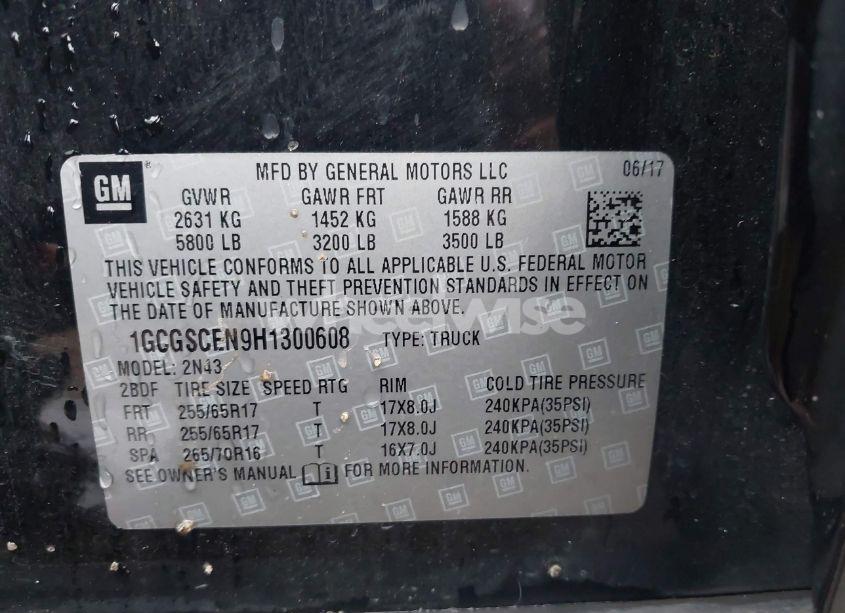 GM
MFD BY GENERAL MOTORS LLC 06/17
GVWR GAWR FRT GAWR RR
2631 KG 1452 KG 1588 KG
5800 LB 3200 LB 3500 LB
THIS VEHICLE CONFORMS TO ALL APPLICABLE U.S. FEDERAL MOTOR
VEHICLE SAFETY AND THEFT PREVENTION STANDARDS IN EFFECT ON
THE DATE OF MANUFACTURE SHOWN ABOVE.
1GCGSCEN9H1300608 TYPE: TRUCK
MODEL: 2N43
2BDF TIRE SIZE SPEED RTG RIM COLD TIRE PRESSURE
FRT 255/65R17 T 17X8.0J 240KPA(35PSI)
RR 255/65R17 T 17X8.0J 240KPA(35PSI)
SPA 265/70R16 T 16X7.0J 240KPA(35PSI)
SEE OWNER'S MANUAL i FOR MORE INFORMATION.